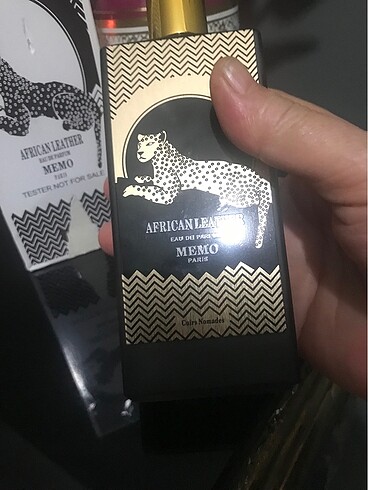 AFRICAN LEATHER
EAU DE PARFUM
MEMO
PARIS
TESTER NOT FOR SALE
AFRICAN LEATHER
EAU DE PARFUM
MEMO
PARIS
Cuirs Nomades